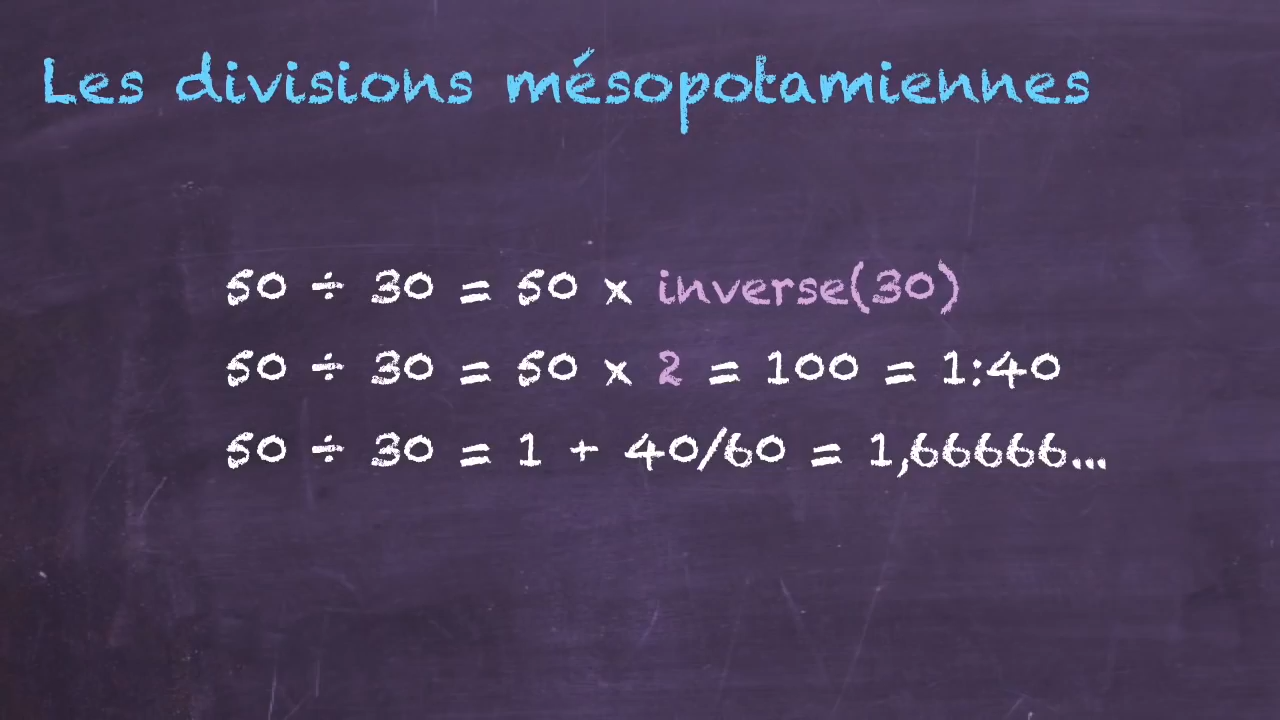 Les divisions mésopotamiennes
50 ÷ 30 = 50 x inverse(30)
50 ÷ 30 = 50 x 2 = 100 = 1:40
50 ÷ 30 = 1 + 40/60 = 1,66666...